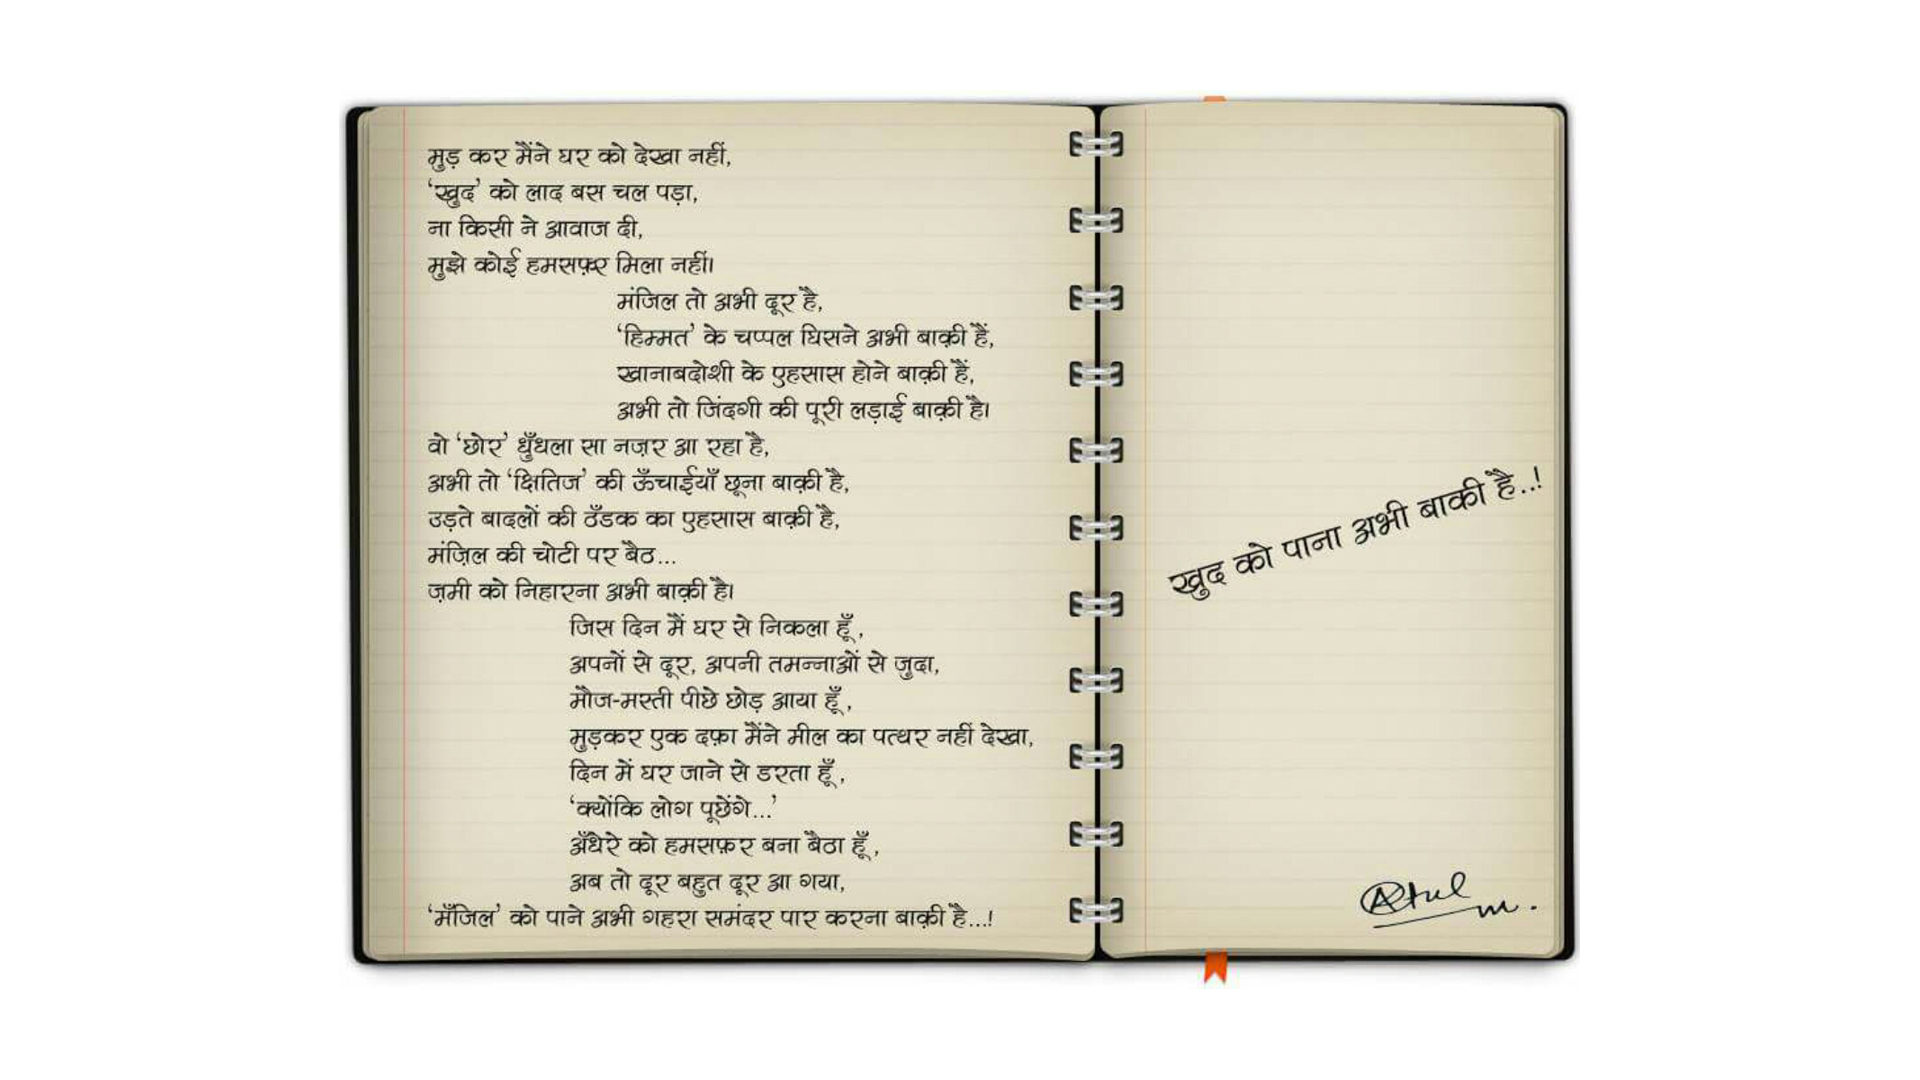 मुड़ कर मैंने घर को देखा नहीं,
‘खुद’ को लाद बस चल पड़ा,
ना किसी ने आवाज दी,
मुझे कोई हमसफ़र मिला नहीं।
मंजिल तो अभी दूर है,
‘हिम्मत’ के चप्पल घिसने अभी बाक़ी हैं,
खानाबदोशी के एहसास होने बाक़ी हैं,
अभी तो जिंदगी की पूरी लड़ाई बाक़ी है।
वो ‘छोर’ धुँधला सा नज़र आ रहा है,
अभी तो ‘क्षितिज’ की ऊँचाईयाँ छूना बाक़ी है,
उड़ते बादलों की ठँडक का एहसास बाक़ी है,
मंज़िल की चोटी पर बैठ...
ज़मी को निहारना अभी बाक़ी है।
जिस दिन मैं घर से निकला हूँ,
अपनों से दूर, अपनी तमन्नाओं से जुदा,
मौज-मस्ती पीछे छोड़ आया हूँ,
मुड़कर एक दफ़ा मैंने मील का पत्थर नहीं देखा,
दिन में घर जाने से डरता हूँ,
‘क्योंकि लोग पूछेंगे...’
अँधेरे को हमसफ़र बना बैठा हूँ,
अब तो दूर बहुत दूर आ गया,
‘मँजिल’ को पाने अभी गहरा समंदर पार करना बाक़ी है...!
खुद को पाना अभी बाकी है..!
Atul m.